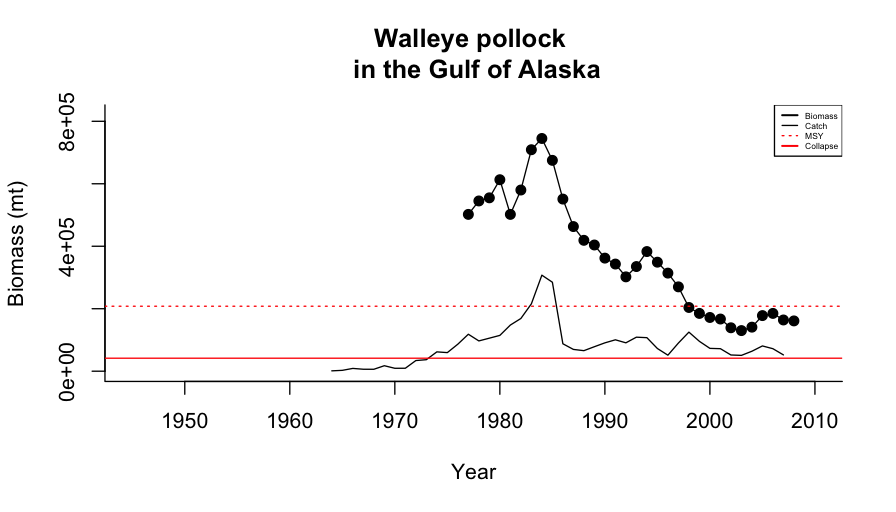 Walleye pollock
in the Gulf of Alaska
Biomass (mt)
8e+05
4e+05
0e+00
Biomass
Catch
MSY
Collapse
1950 1960 1970 1980 1990 2000 2010
Year